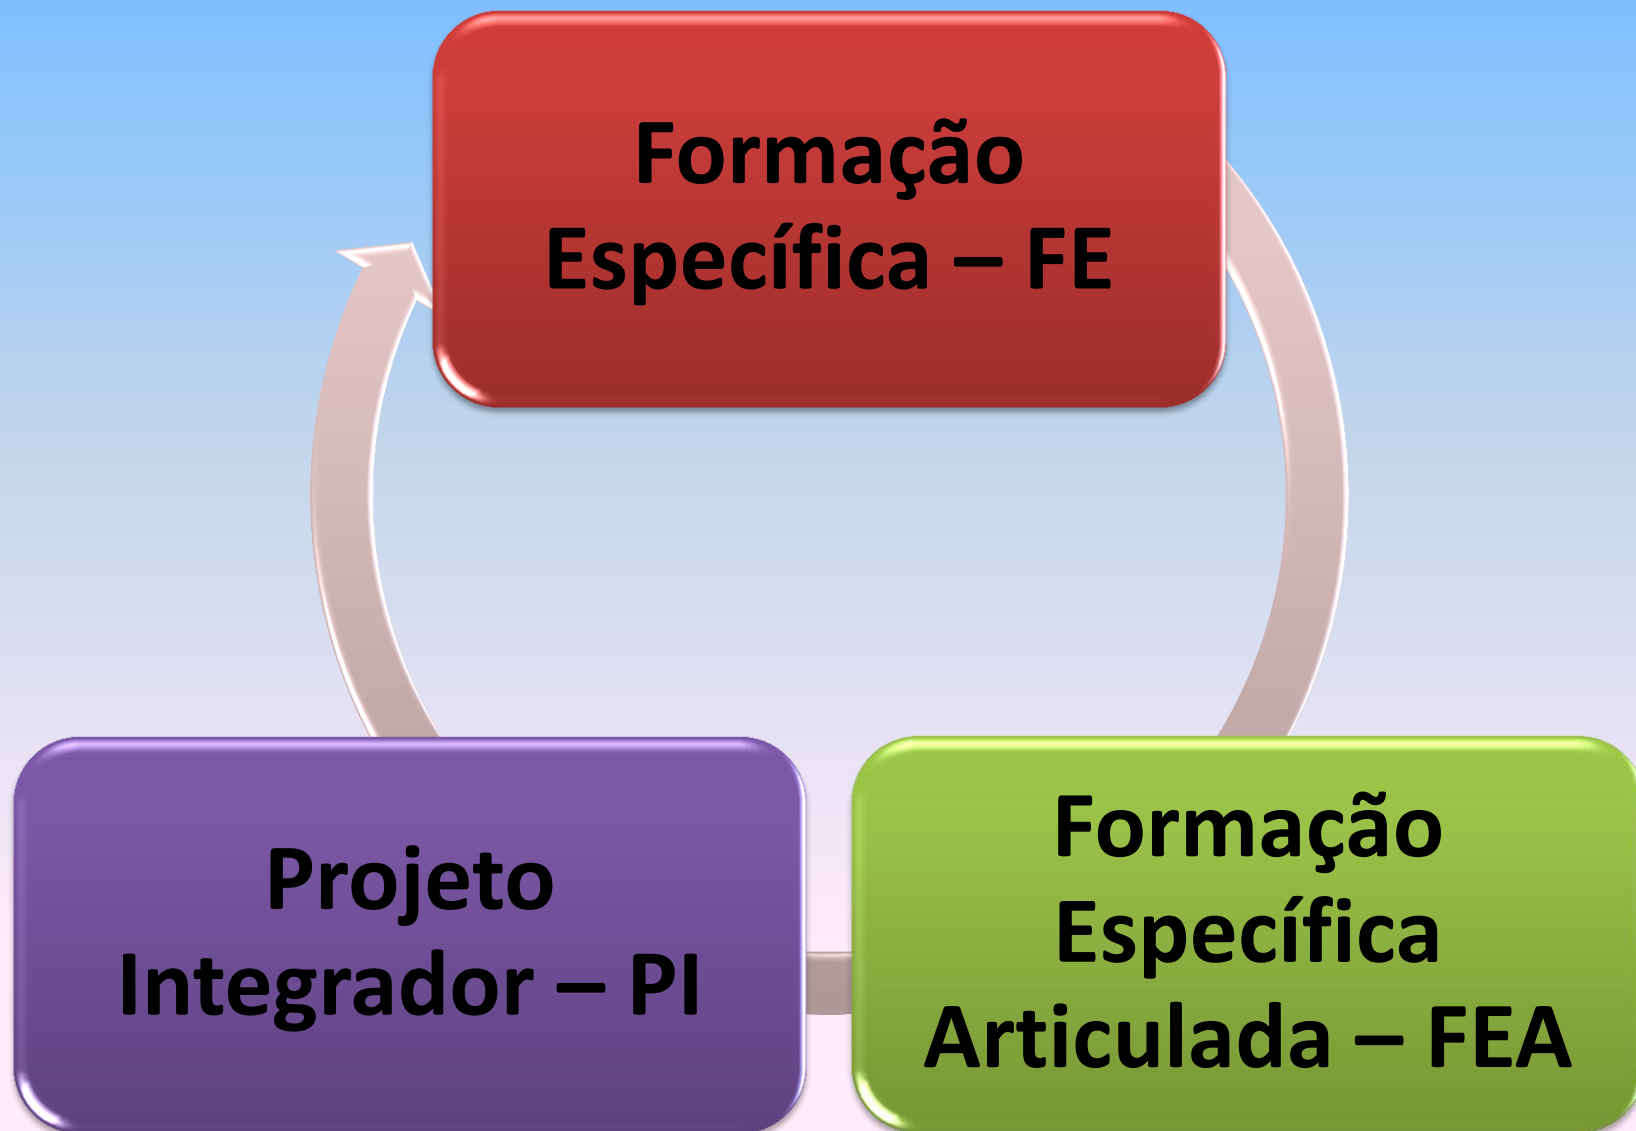 Formação
Específica – FE
Projeto
Integrador – PI
Formação
Específica
Articulada – FEA